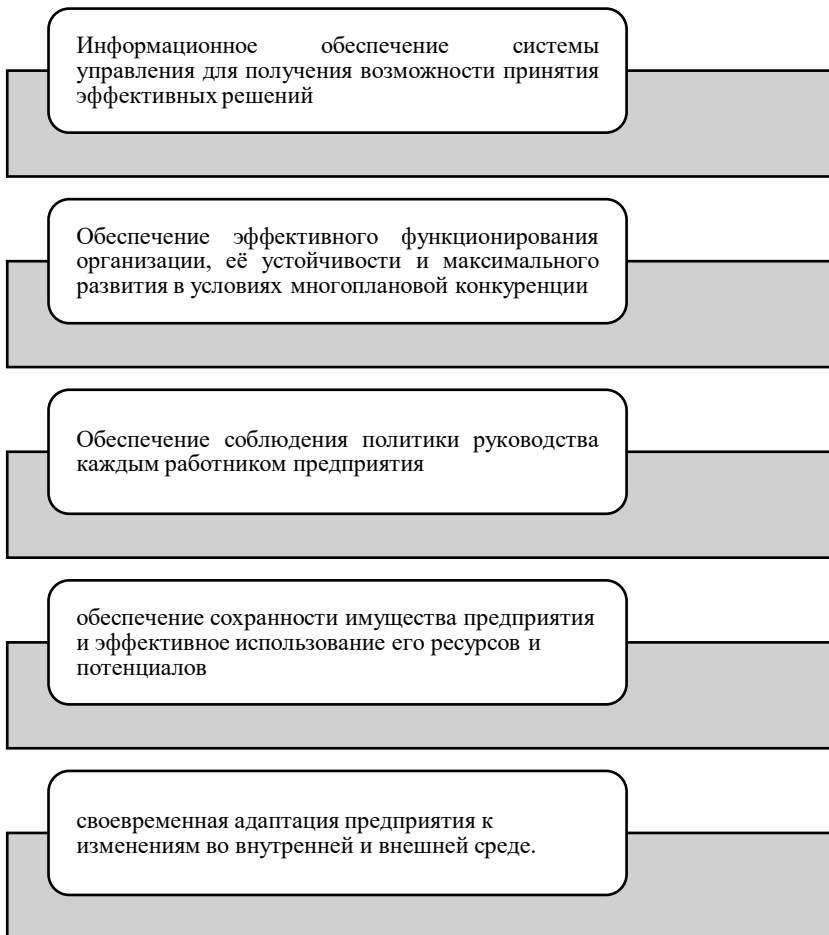 Информационное обеспечение системы
управления для получения возможности принятия
эффективных решений
Обеспечение эффективного функционирования
организации, её устойчивости и максимального
развития в условиях многоплановой конкуренции
Обеспечение соблюдения политики руководства
каждым работником предприятия
обеспечение сохранности имущества предприятия
и эффективное использование его ресурсов и
потенциалов
своевременная адаптация предприятия к
изменениям во внутренней и внешней среде.